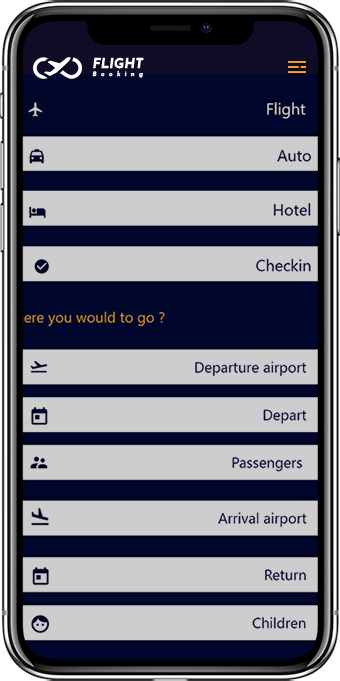 FLIGHT
Booking
Flight
Auto
Hotel
Checkin
ere you would to go ?
Departure airport
Depart
Passengers
Arrival airport
Return
Children